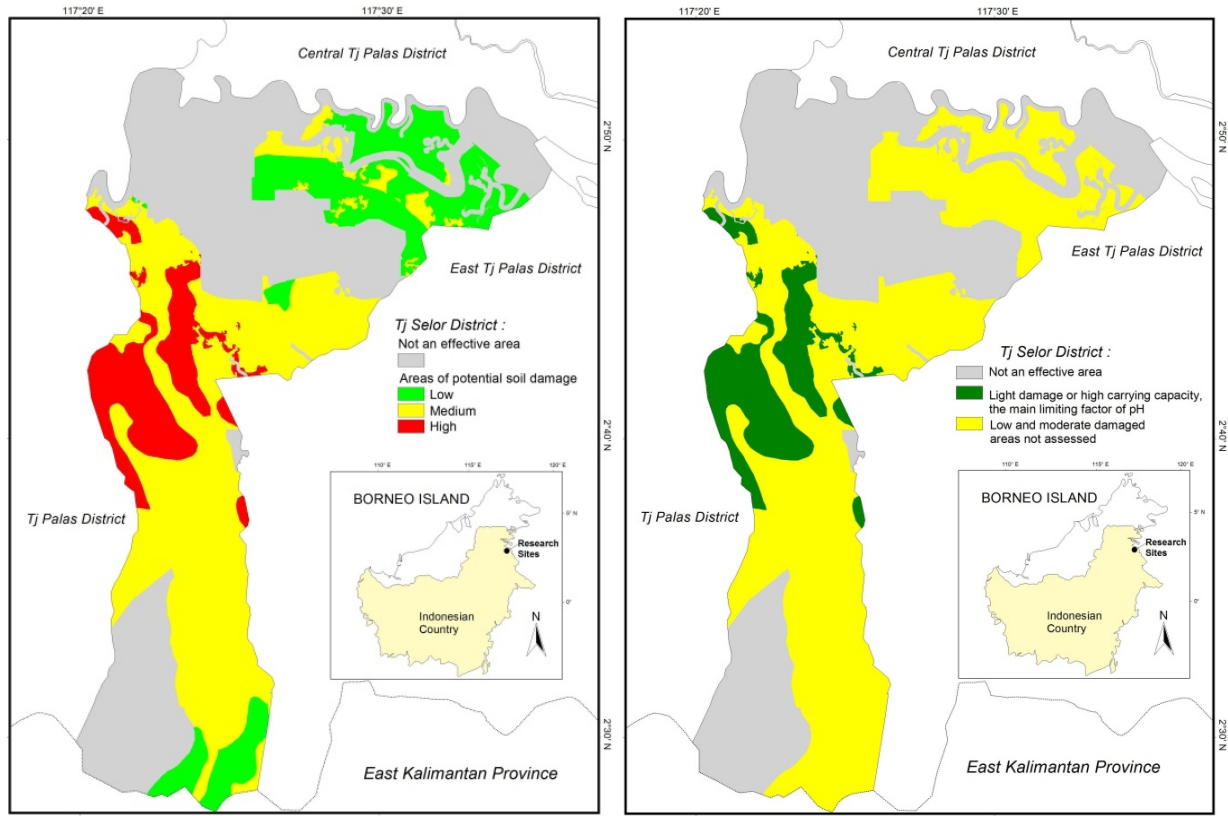 117°20' E
117°30' E
Central Tj Palas District
2°50' N
East Tj Palas District
Tj Selor District :
Not an effective area
Areas of potential soil damage
Low
Medium
High
2°40' N
Tj Palas District
110° E
115° E
120° E
BORNEO ISLAND
5° N
Research
Sites
0°
Indonesian
Country
N
2°30' N
East Kalimantan Province
117°20' E
117°30' E
Central Tj Palas District
2°50' N
East Tj Palas District
Tj Selor District :
Not an effective area
Light damage or high carrying capacity,
the main limiting factor of pH
Low and moderate damaged
areas not assessed
2°40' N
Tj Palas District
110° E
115° E
120° E
BORNEO ISLAND
5° N
Research
Sites
0°
Indonesian
Country
N
2°30' N
East Kalimantan Province